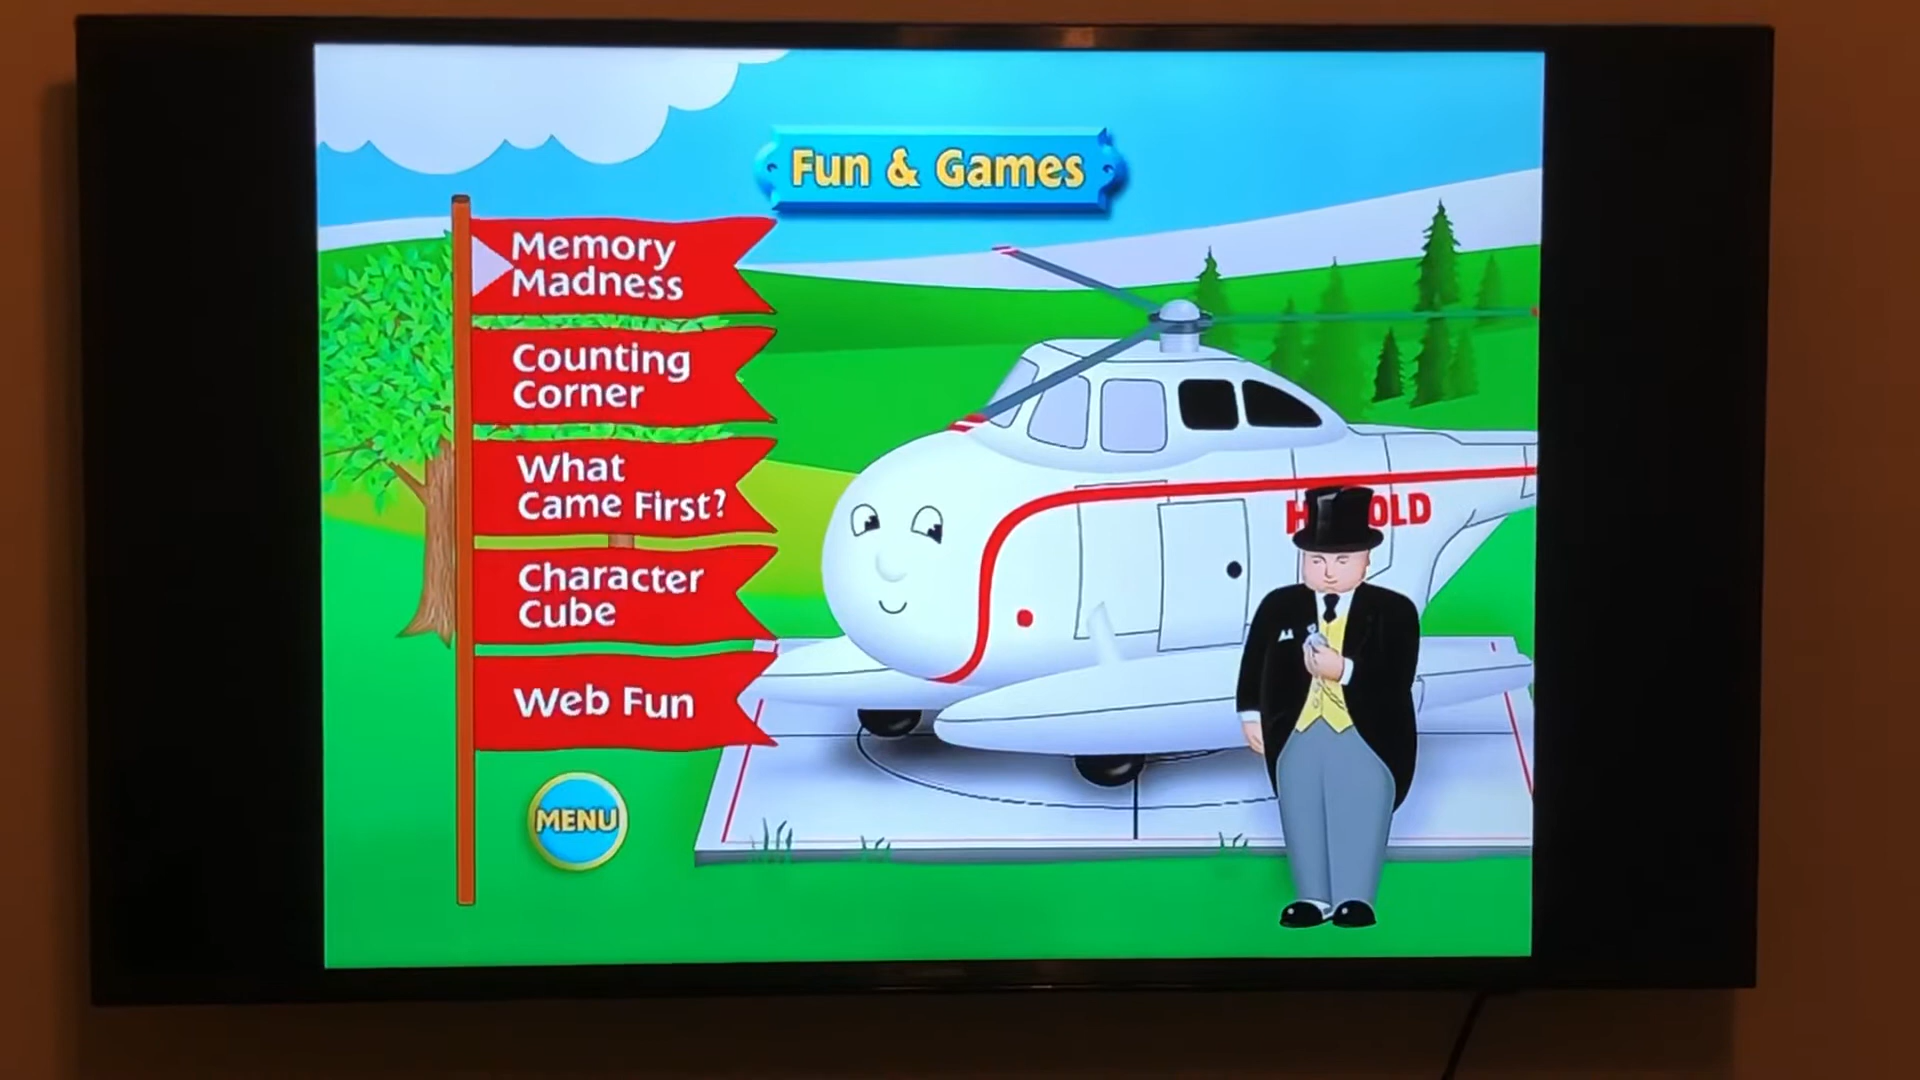 Fun & Games
Memory
Madness
Counting
Corner
What
Came First?
Character
Cube
Web Fun
MENU
H OLD